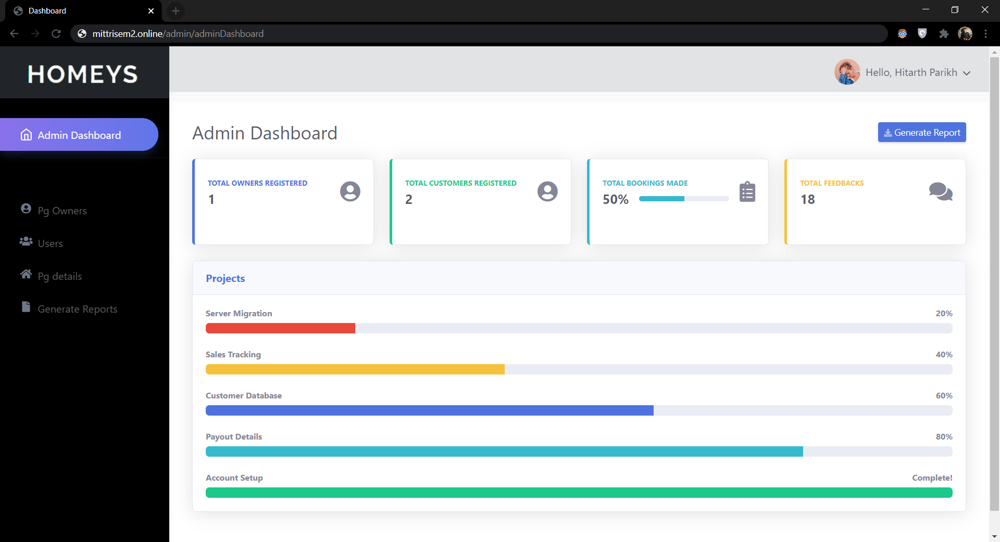 Dashboard
mittrisem2.online/admin/adminDashboard
HOMEYS
Hello, Hitarth Parikh
Admin Dashboard
Pg Owners
Users
Pg details
Generate Reports
Admin Dashboard
Generate Report
TOTAL OWNERS REGISTERED
1
TOTAL CUSTOMERS REGISTERED
2
TOTAL BOOKINGS MADE
50%
TOTAL FEEDBACKS
18
Projects
Server Migration 20%
Sales Tracking 40%
Customer Database 60%
Payout Details 80%
Account Setup Complete!